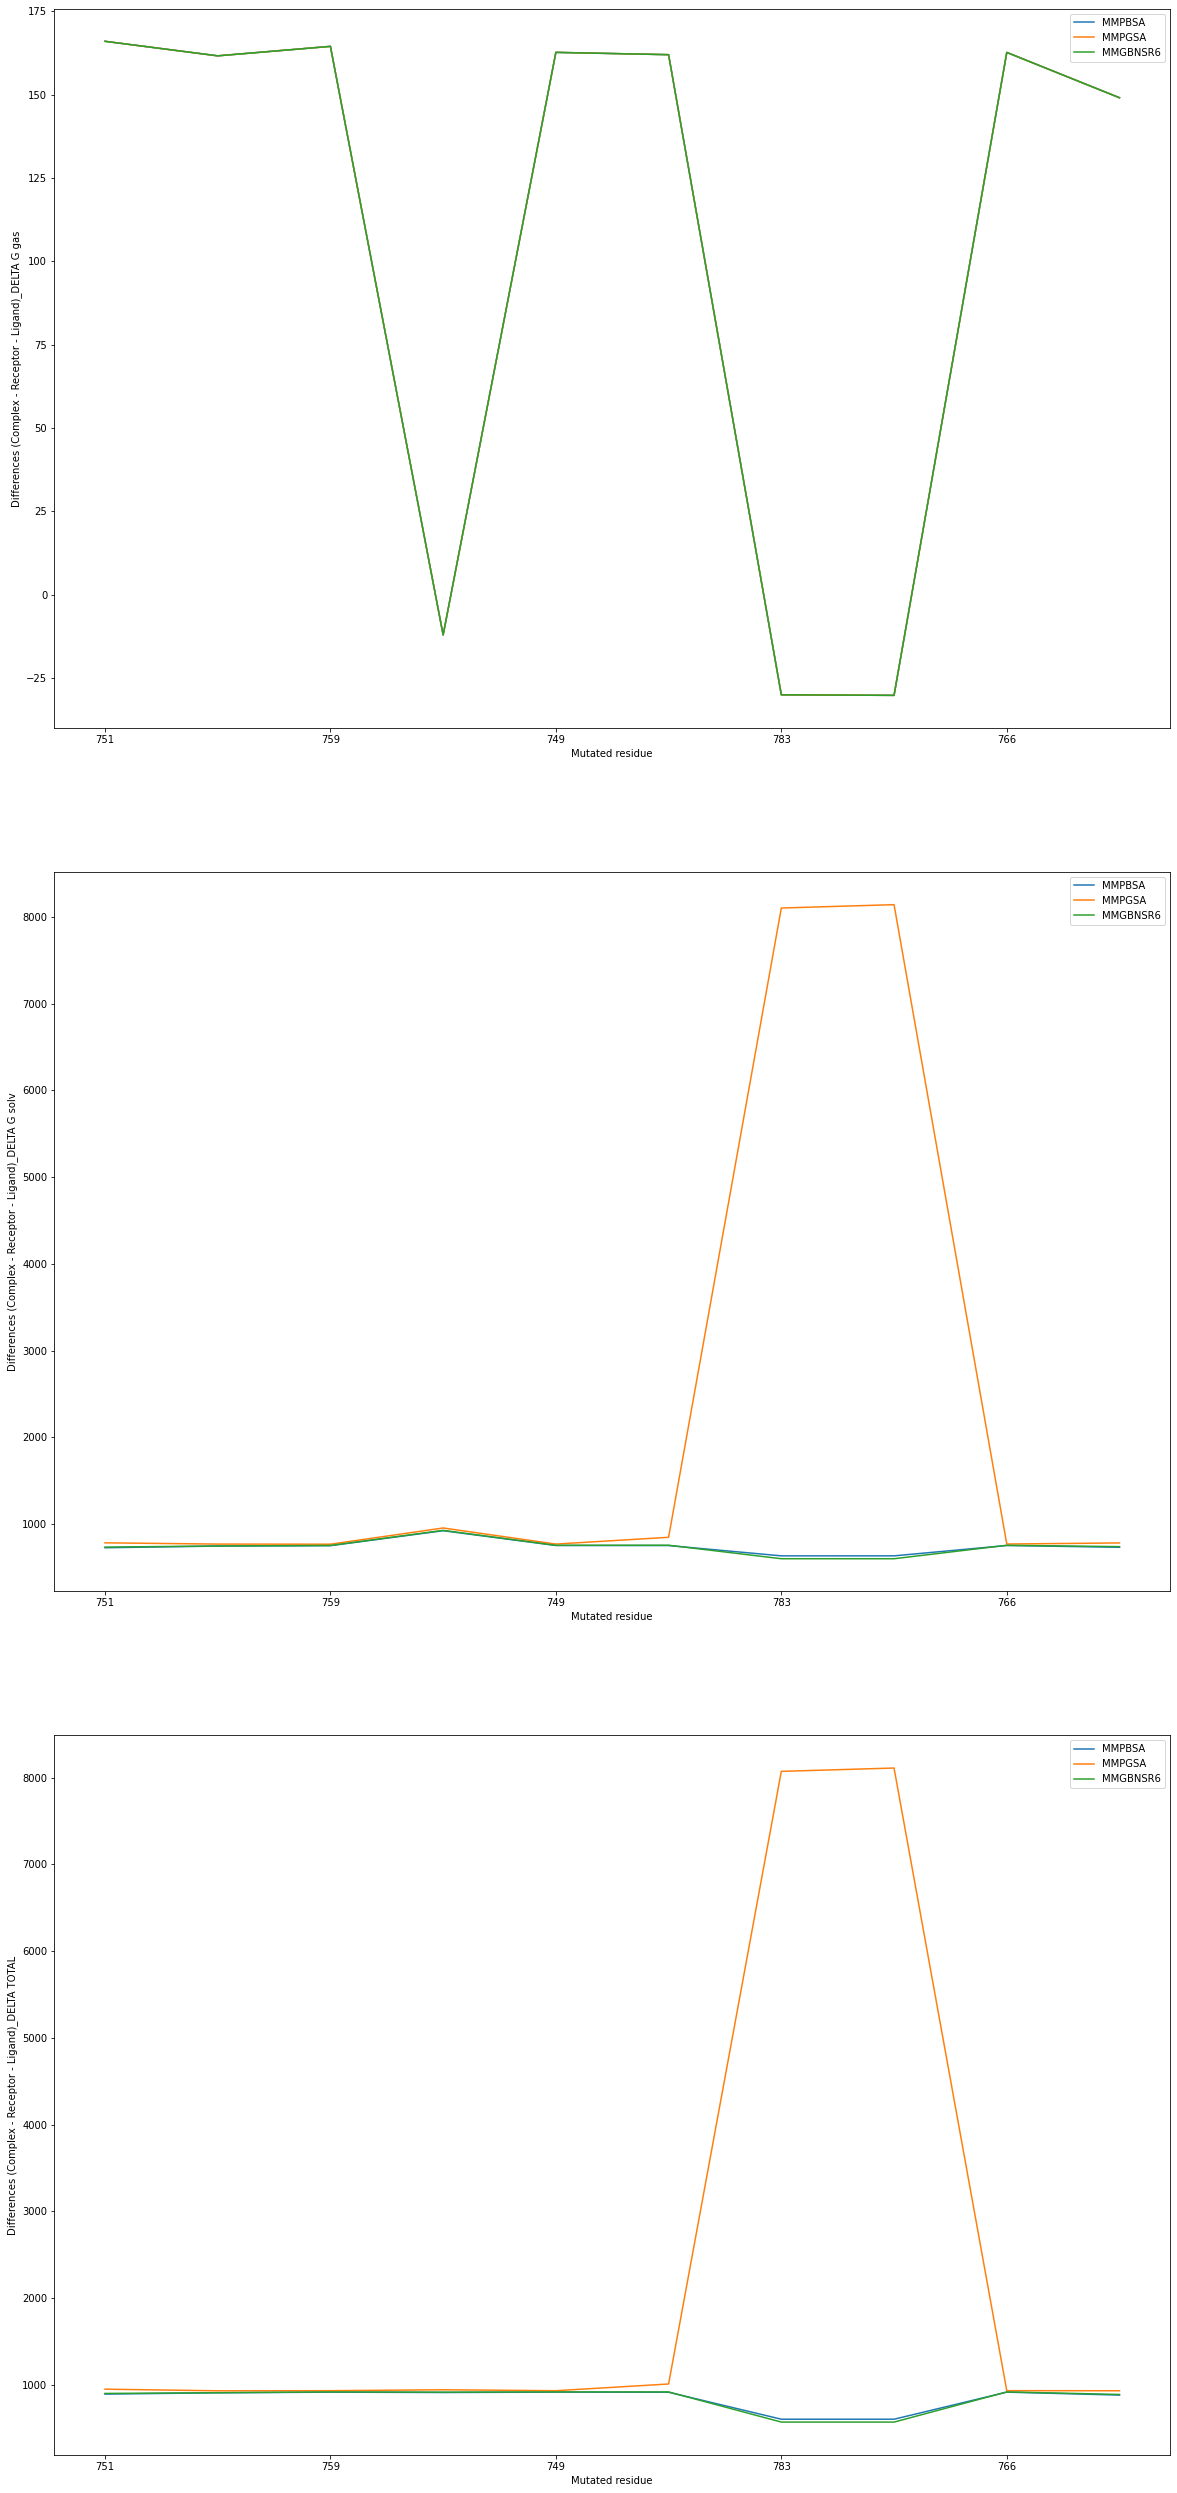 175
150
125
100
75
50
25
0
−25
Differences (Complex - Receptor - Ligand)_DELTA G gas
MMPBSA
MMPGSA
MMGBNSR6
751 759 749 783 766
Mutated residue
8000
7000
6000
5000
4000
3000
2000
1000
Differences (Complex - Receptor - Ligand)_DELTA G solv
MMPBSA
MMPGSA
MMGBNSR6
751 759 749 783 766
Mutated residue
8000
7000
6000
5000
4000
3000
2000
1000
Differences (Complex - Receptor - Ligand)_DELTA TOTAL
MMPBSA
MMPGSA
MMGBNSR6
751 759 749 783 766
Mutated residue